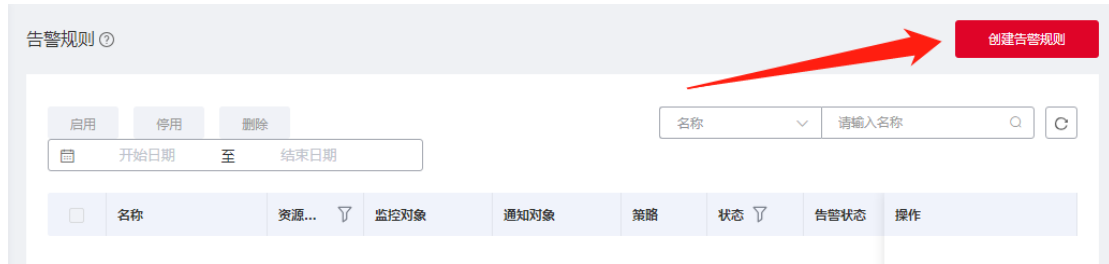 告警规则
创建告警规则
启用 停用 删除
名称 请输入名称
开始日期 至 结束日期
名称 资源... 监控对象 通知对象 策略 状态 告警状态 操作